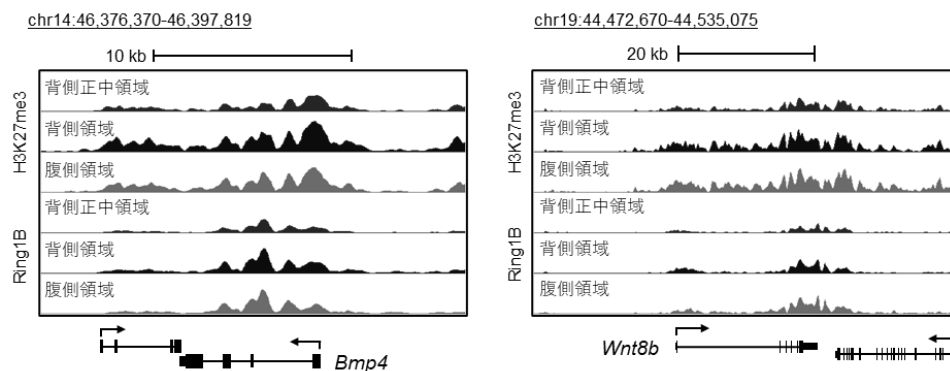 chr14:46,376,370-46,397,819
10 kb
H3K27me3
背側正中領域
背側領域
腹側領域
Ring1B
背側正中領域
背側領域
腹側領域
Bmp4
chr19:44,472,670-44,535,075
20 kb
H3K27me3
背側正中領域
背側領域
腹側領域
Ring1B
背側正中領域
背側領域
腹側領域
Wnt8b